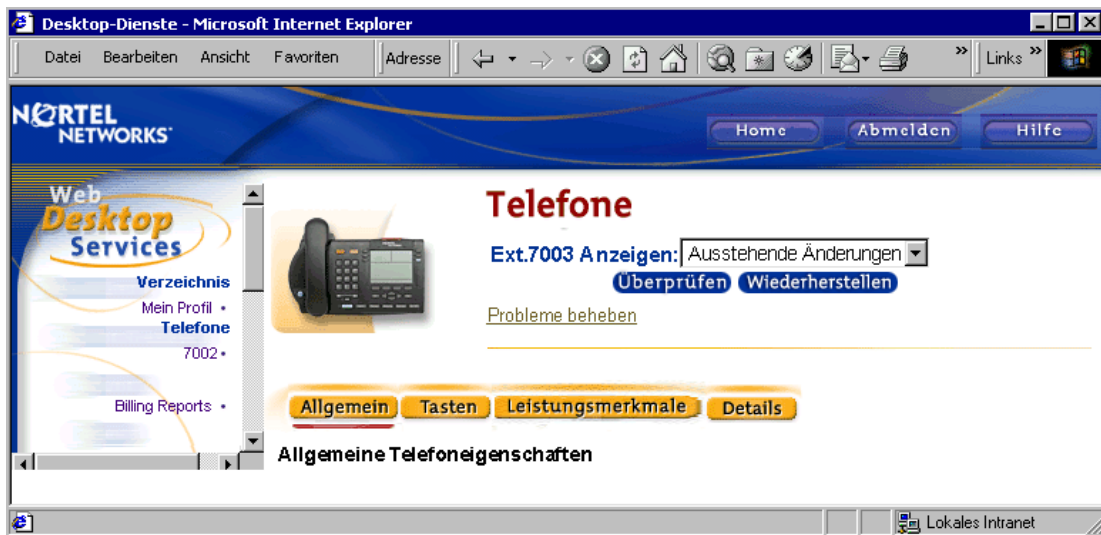 Desktop-Dienste - Microsoft Internet Explorer
Datei Bearbeiten Ansicht Favoriten Adresse » Links »
NORTEL
NETWORKS
Home Abmelden Hilfe
Web
Desktop
Services
Verzeichnis
Mein Profil •
Telefone
7002 •
Billing Reports •
Telefone
Ext.7003 Anzeigen: Ausstehende Änderungen
Überprüfen Wiederherstellen
Probleme beheben
Allgemein Tasten Leistungsmerkmale Details
Allgemeine Telefoneigenschaften
Lokales Intranet